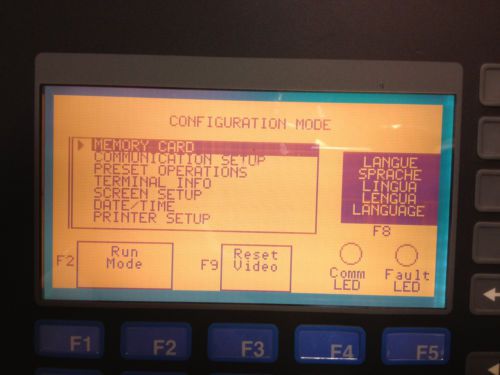 CONFIGURATION MODE
MEMORY CARD
COMMUNICATION SETUP
PRESET OPERATIONS
TERMINAL INFO
SCREEN SETUP
DATE/TIME
PRINTER SETUP
LANGUE
SPRACHE
LINGUA
LENGUA
LANGUAGE
F8
F2
Run
Mode
F9
Reset
Video
Comm
LED
Fault
LED
F1
F2
F3
F4
F5